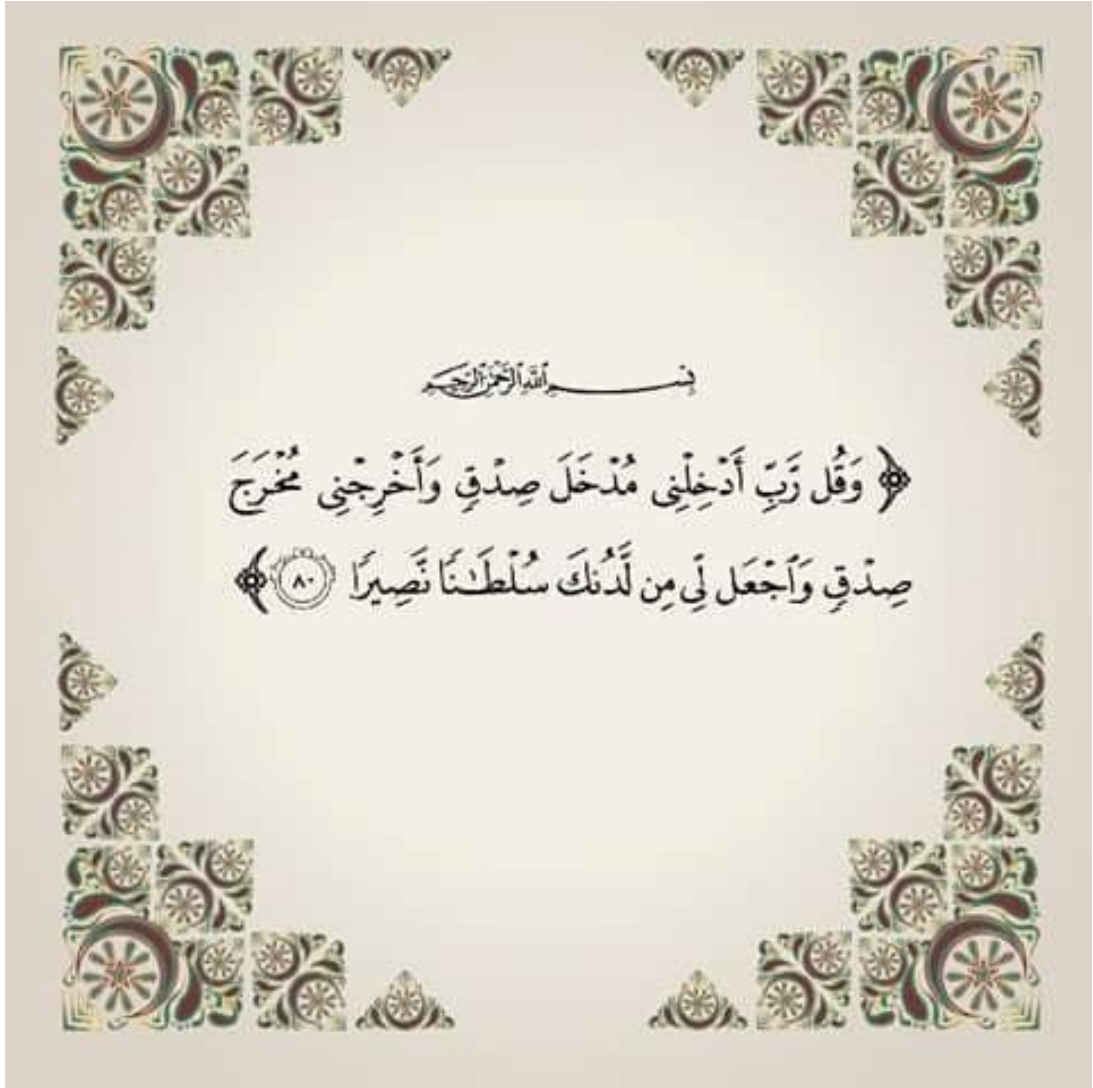 بِسْمِ ٱللَّهِ ٱلرَّحْمَٰنِ ٱلرَّحِيمِ
﴿ وَقُل رَّبِّ أَدْخِلْنِى مُدْخَلَ صِدْقٍ وَأَخْرِجْنِى مُخْرَجَ
صِدْقٍ وَٱجْعَل لِّى مِن لَّدُنكَ سُلْطَـٰنًا نَّصِيرًا ٨٠ ﴾